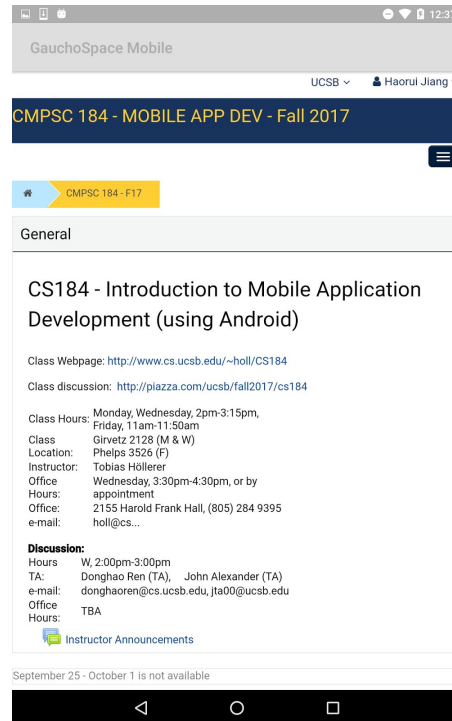 12:37
GauchoSpace Mobile
UCSB Haorui Jiang
CMPSC 184 - MOBILE APP DEV - Fall 2017
CMPSC 184 - F17
General
CS184 - Introduction to Mobile Application
Development (using Android)
Class Webpage: http://www.cs.ucsb.edu/~holl/CS184
Class discussion: http://piazza.com/ucsb/fall2017/cs184
Class Hours: Monday, Wednesday, 2pm-3:15pm,
Friday, 11am-11:50am
Class Location: Girvetz 2128 (M & W)
Phelps 3526 (F)
Instructor: Tobias Höllerer
Office Hours: Wednesday, 3:30pm-4:30pm, or by
appointment
Office: 2155 Harold Frank Hall, (805) 284 9395
e-mail: holl@cs...
Discussion:
Hours W, 2:00pm-3:00pm
TA: Donghao Ren (TA), John Alexander (TA)
e-mail: donghaoren@cs.ucsb.edu, jta00@ucsb.edu
Office Hours: TBA
Instructor Announcements
September 25 - October 1 is not available